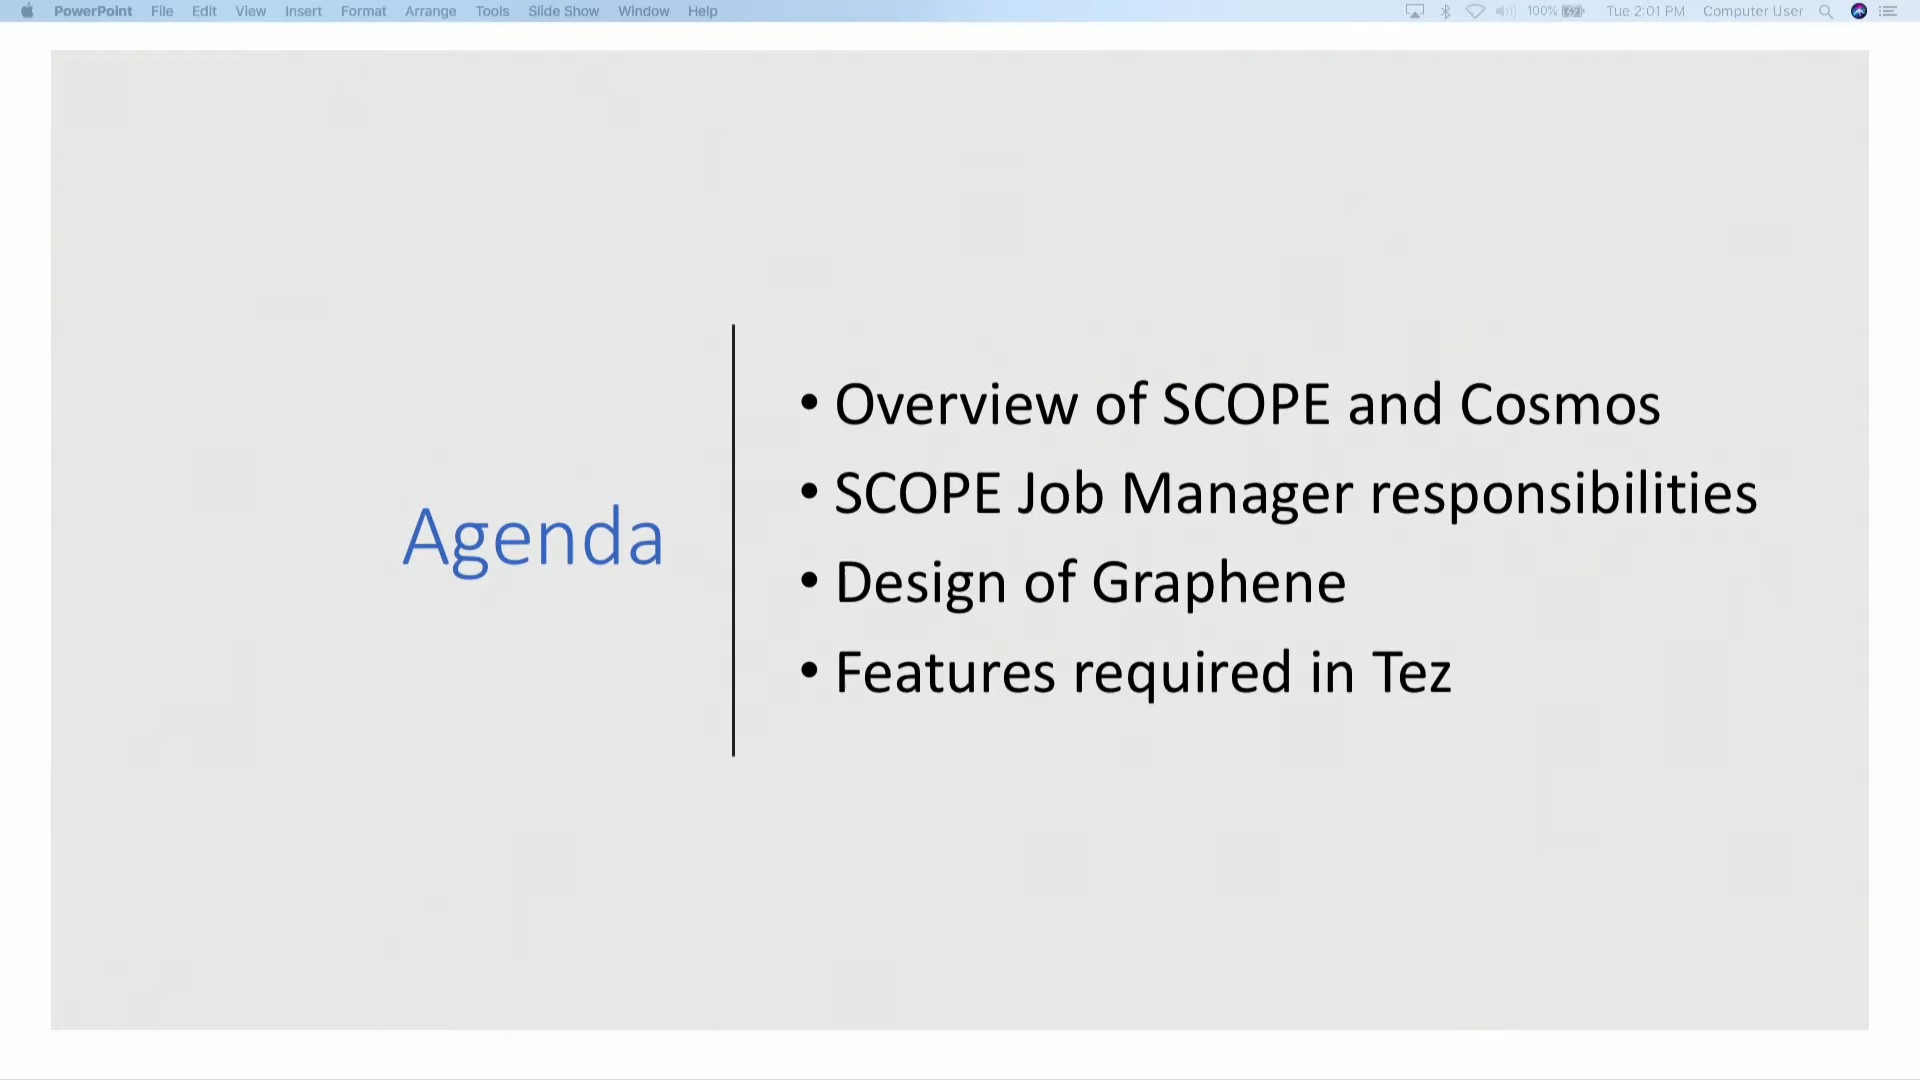 PowerPoint File Edit View Insert Format Arrange Tools Slide Show Window Help 100% Tue 2:01 PM Computer User
Agenda
• Overview of SCOPE and Cosmos
• SCOPE Job Manager responsibilities
• Design of Graphene
• Features required in Tez